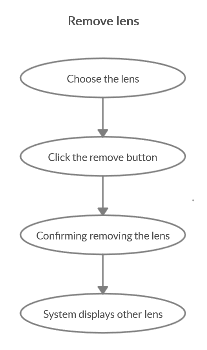 Remove lens
Choose the lens
Click the remove button
Confirming removing the lens
System displays other lens